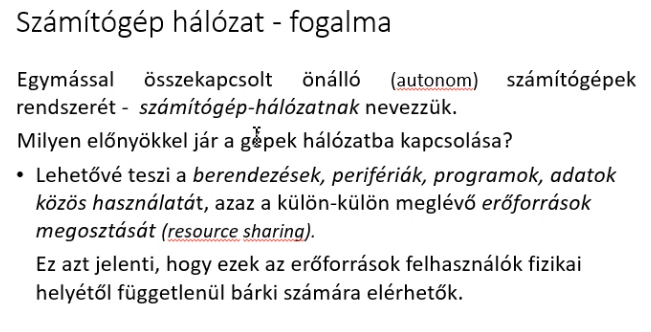 Számítógép hálózat - fogalma
Egymással összekapcsolt önálló (autonom) számítógépek
rendszerét - számítógép-hálózatnak nevezzük.
Milyen előnyökkel jár a gépek hálózatba kapcsolása?
• Lehetővé teszi a berendezések, perifériák, programok, adatok
közös használatát, azaz a külön-külön meglévő erőforrások
megosztását (resource sharing).
Ez azt jelenti, hogy ezek az erőforrások felhasználók fizikai
helyétől függetlenül bárki számára elérhetők.